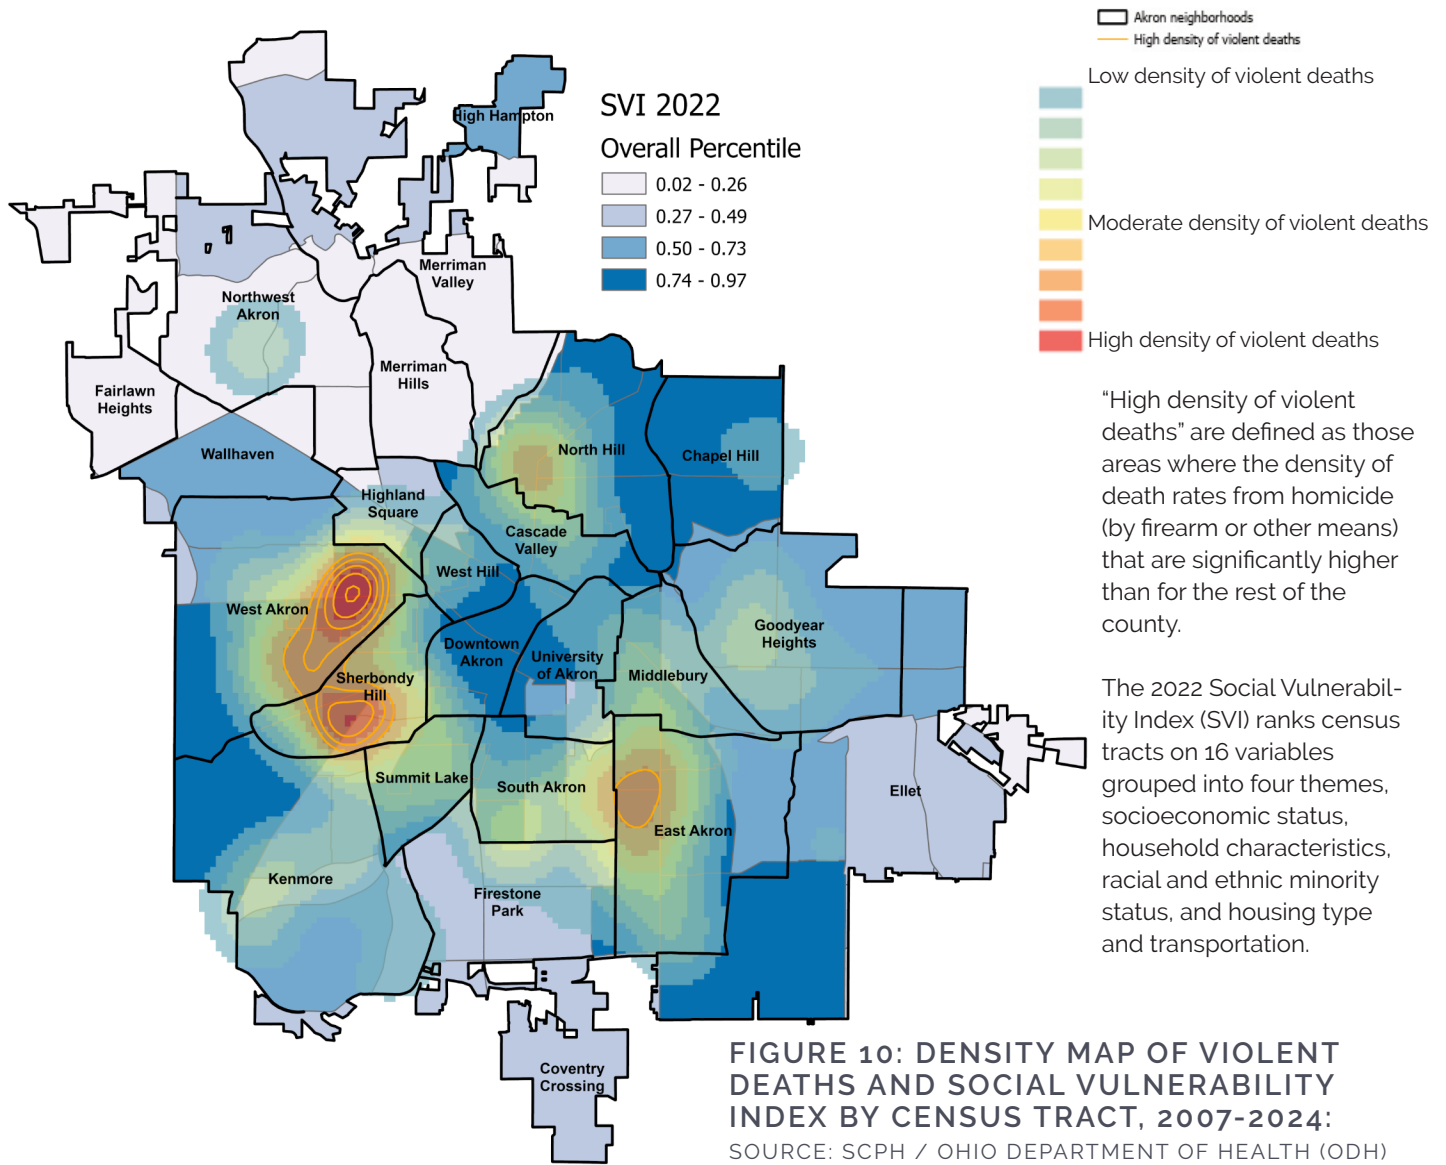 Akron neighborhoods
High density of violent deaths
Low density of violent deaths
Moderate density of violent deaths
High density of violent deaths
SVI 2022
Overall Percentile
0.02 - 0.26
0.27 - 0.49
0.50 - 0.73
0.74 - 0.97
High Hampton
Merriman
Valley
Northwest
Akron
Merriman
Hills
Fairlawn
Heights
Wallhaven
North Hill
Chapel Hill
Highland
Square
Cascade
Valley
West Hill
West Akron
Goodyear
Heights
Downtown
Akron
University
of Akron
Middlebury
Sherbondy
Hill
Summit Lake
South Akron
Ellet
East Akron
Kenmore
Firestone
Park
Coventry
Crossing
“High density of violent
deaths” are defined as those
areas where the density of
death rates from homicide
(by firearm or other means)
that are significantly higher
than for the rest of the
county.
The 2022 Social Vulnerabil-
ity Index (SVI) ranks census
tracts on 16 variables
grouped into four themes,
socioeconomic status,
household characteristics,
racial and ethnic minority
status, and housing type
and transportation.
FIGURE 10: DENSITY MAP OF VIOLENT
DEATHS AND SOCIAL VULNERABILITY
INDEX BY CENSUS TRACT, 2007-2024:
SOURCE: SCPH / OHIO DEPARTMENT OF HEALTH (ODH)